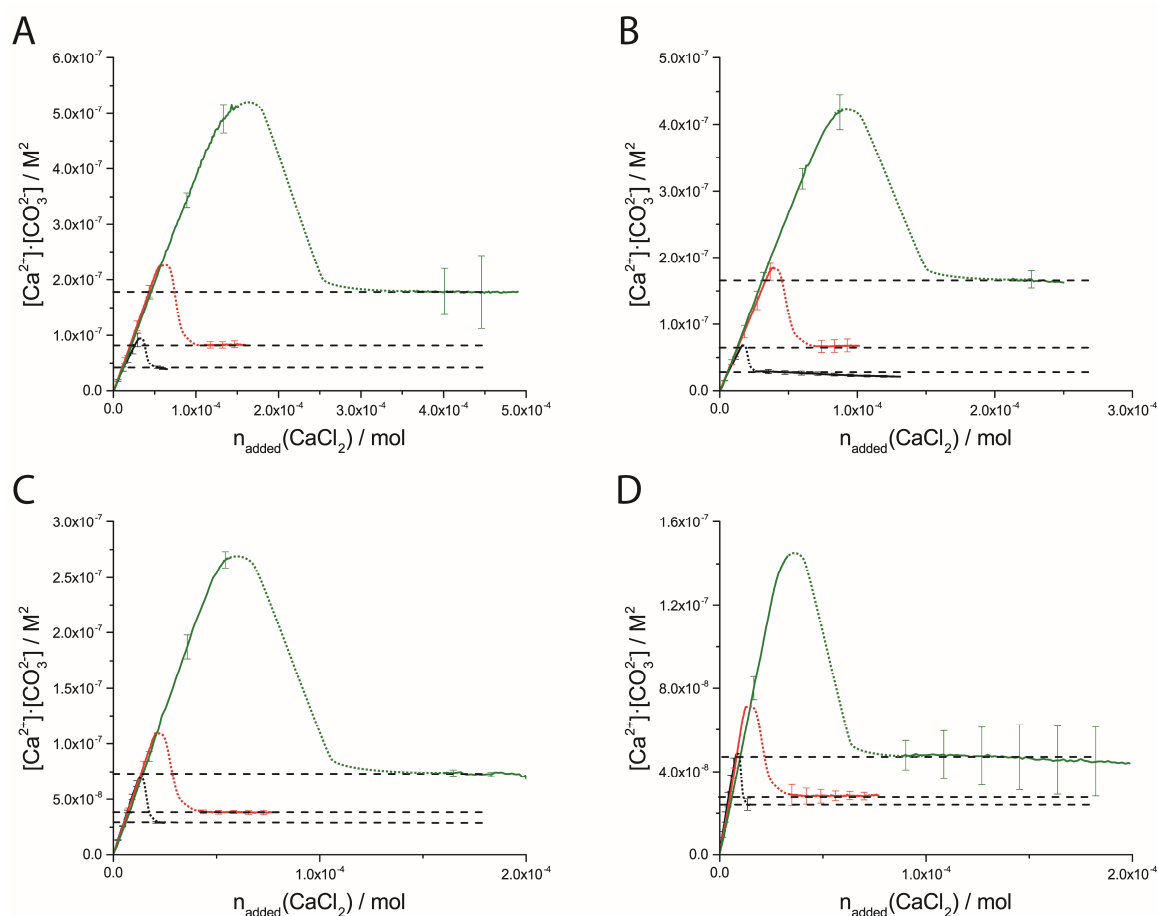 A
6.0x10⁻⁷
5.0x10⁻⁷
4.0x10⁻⁷
3.0x10⁻⁷
2.0x10⁻⁷
1.0x10⁻⁷
0.0
[Ca²⁺]·[CO₃²⁻] / M²
0.0 1.0x10⁻⁴ 2.0x10⁻⁴ 3.0x10⁻⁴ 4.0x10⁻⁴ 5.0x10⁻⁴
n_added(CaCl₂) / mol
B
5.0x10⁻⁷
4.0x10⁻⁷
3.0x10⁻⁷
2.0x10⁻⁷
1.0x10⁻⁷
0.0
[Ca²⁺]·[CO₃²⁻] / M²
0.0 1.0x10⁻⁴ 2.0x10⁻⁴ 3.0x10⁻⁴
n_added(CaCl₂) / mol
C
3.0x10⁻⁷
2.5x10⁻⁷
2.0x10⁻⁷
1.5x10⁻⁷
1.0x10⁻⁷
5.0x10⁻⁸
0.0
[Ca²⁺]·[CO₃²⁻] / M²
0.0 1.0x10⁻⁴ 2.0x10⁻⁴
n_added(CaCl₂) / mol
D
1.6x10⁻⁷
1.2x10⁻⁷
8.0x10⁻⁸
4.0x10⁻⁸
0.0
[Ca²⁺]·[CO₃²⁻] / M²
0.0 1.0x10⁻⁴ 2.0x10⁻⁴
n_added(CaCl₂) / mol